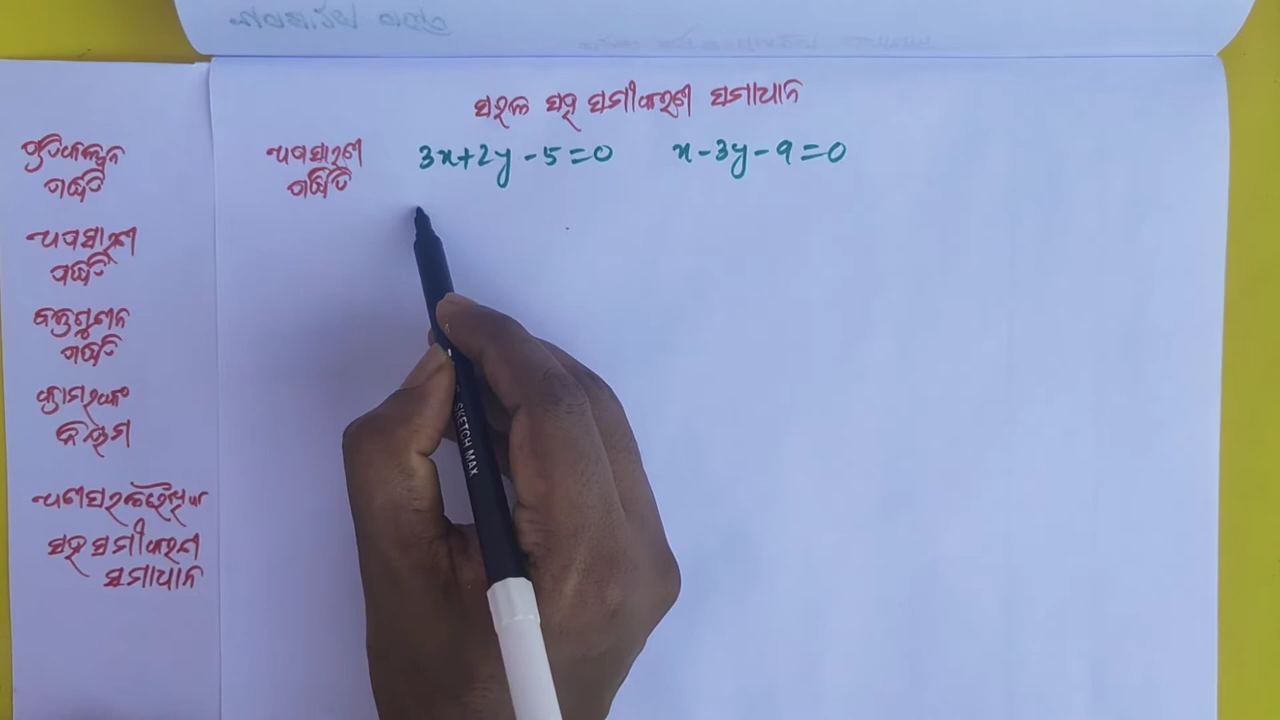 ସରଳ ସହ ସମୀକରଣ ସମାଧାନ
ପ୍ରତିକଳ୍ପନ
ପଦ୍ଧତି
ଅପସାରଣ
ପଦ୍ଧତି
ବଜ୍ରଗୁଣନ
ପଦ୍ଧତି
କ୍ରାମରଙ୍କ
ନିୟମ
ଅଣସରଳରୈଖିକ
ସହ ସମୀକରଣ
ସମାଧାନ
ଅପସାରଣ
ପଦ୍ଧତି
3x+2y-5=0 x-3y-9=0
SKETCH MAX